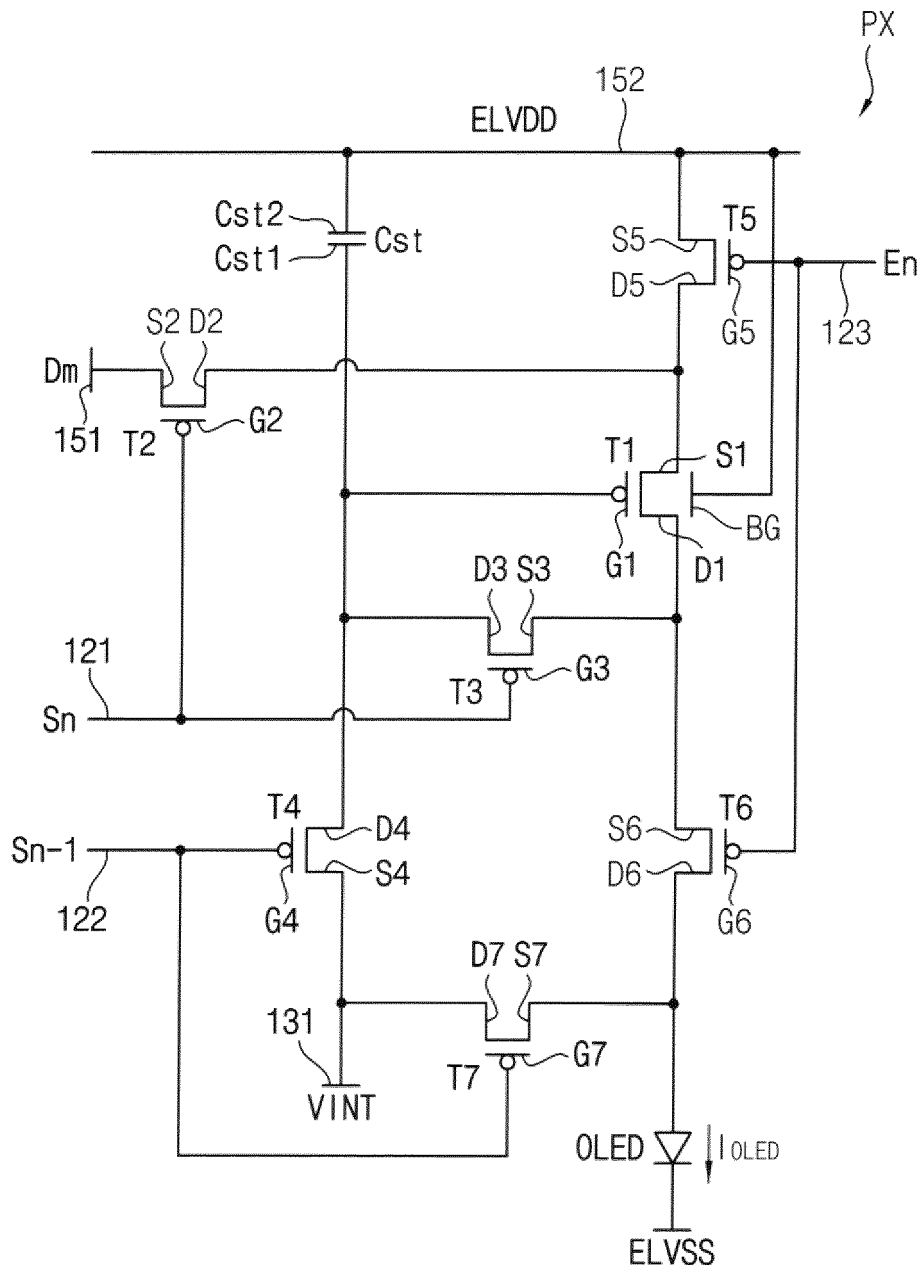 PX
152
ELVDD
Cst2
Cst1
Cst
T5
S5
D5
G5
En
123
S2 D2
Dm
151
T2
G2
T1
S1
G1
D1
BG
D3 S3
121
Sn
T3
G3
T4
D4
S4
G4
Sn-1
122
T6
S6
D6
G6
D7 S7
131
VINT
T7
G7
OLED
IOLED
ELVSS